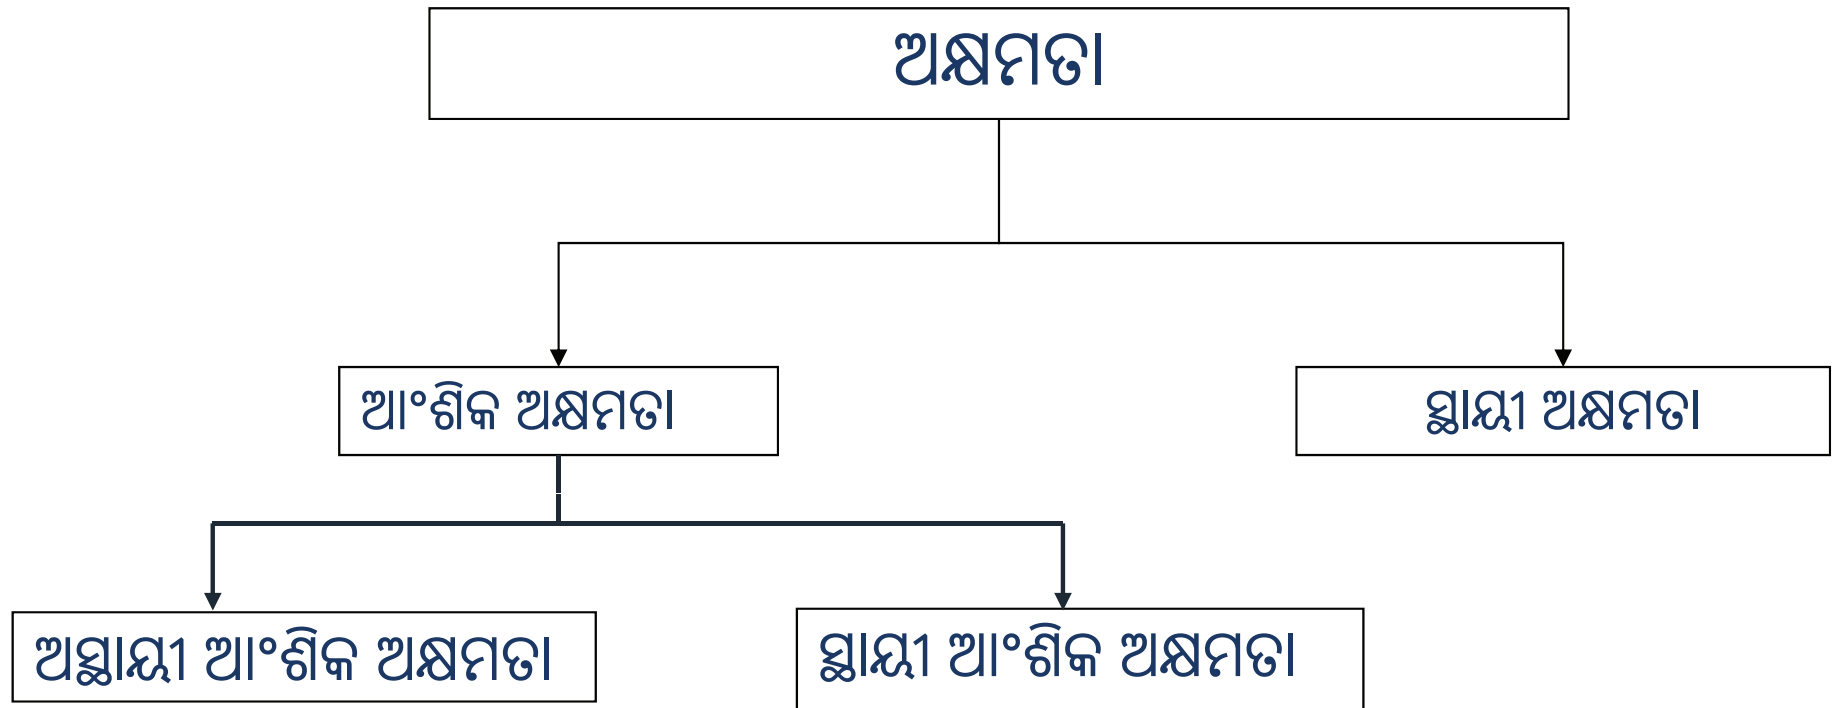 ଅକ୍ଷମତା
ଆଂଶିକ ଅକ୍ଷମତା
ସ୍ଥାୟୀ ଅକ୍ଷମତା
ଅସ୍ଥାୟୀ ଆଂଶିକ ଅକ୍ଷମତା
ସ୍ଥାୟୀ ଆଂଶିକ ଅକ୍ଷମତା